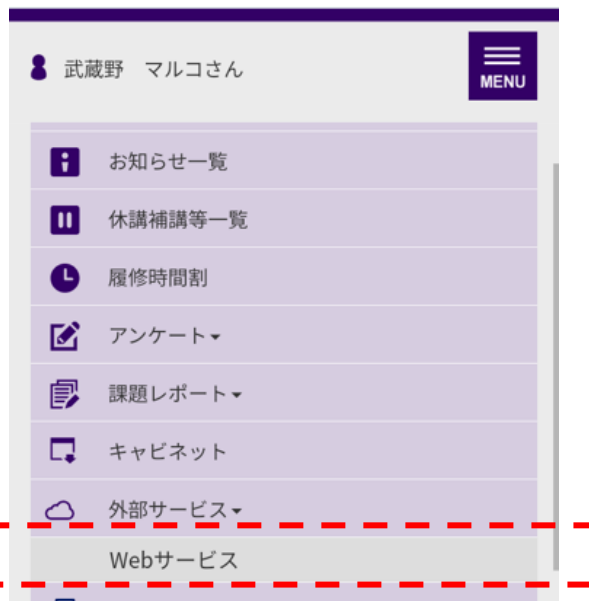 武蔵野　マルコさん
MENU
お知らせ一覧
休講補講等一覧
履修時間割
アンケート
課題レポート
キャビネット
外部サービス
Webサービス